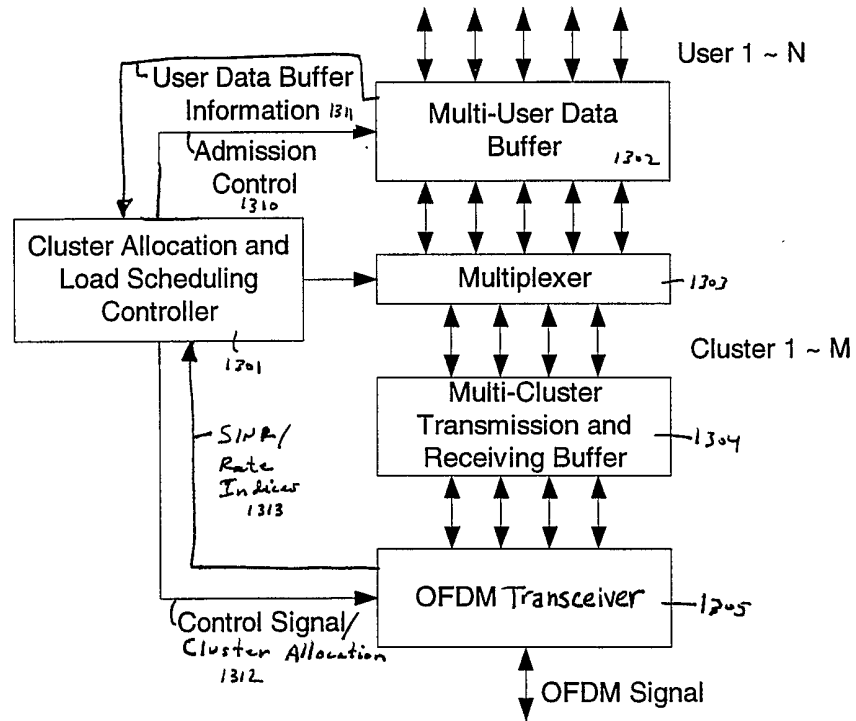 User 1 ~ N
User Data Buffer
Information 1311
Multi-User Data
Buffer
1302
Admission
Control
1310
Cluster Allocation and
Load Scheduling
Controller
1301
Multiplexer
1303
Cluster 1 ~ M
Multi-Cluster
Transmission and
Receiving Buffer
1304
SINR/
Rate
Indices
1313
OFDM Transceiver
1305
Control Signal/
Cluster Allocation
1312
OFDM Signal